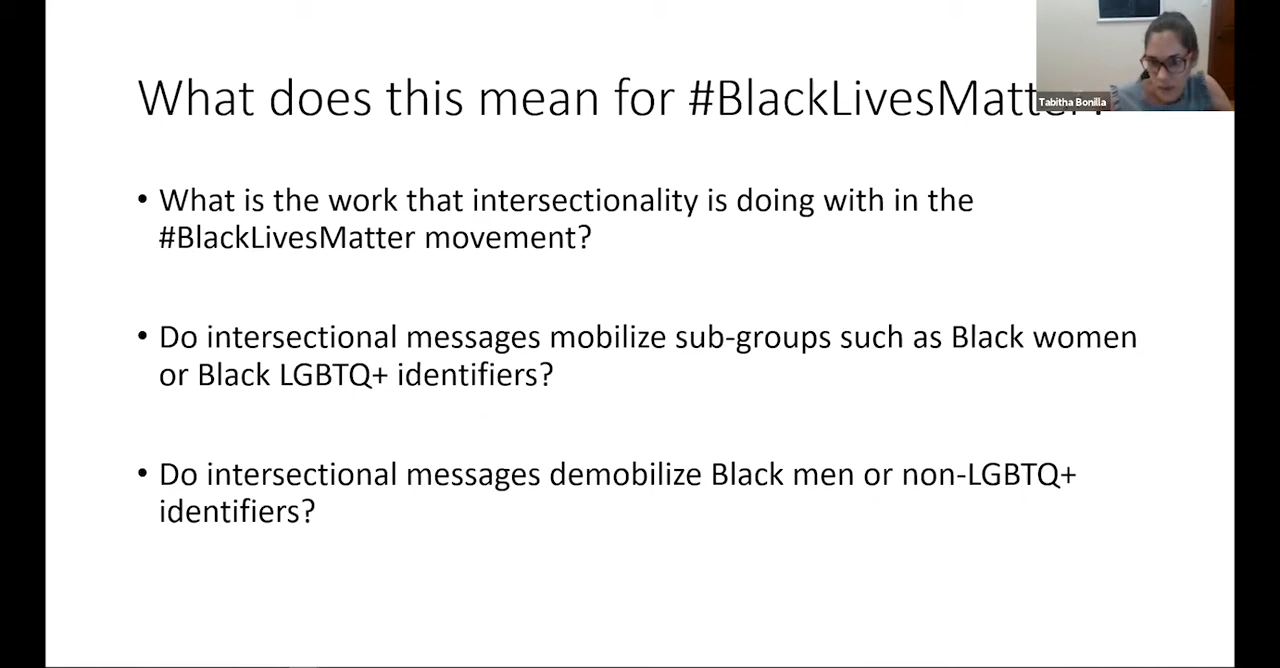 What does this mean for #BlackLivesMatter?
Tabitha Bonilla
• What is the work that intersectionality is doing with in the
#BlackLivesMatter movement?
• Do intersectional messages mobilize sub-groups such as Black women
or Black LGBTQ+ identifiers?
• Do intersectional messages demobilize Black men or non-LGBTQ+
identifiers?